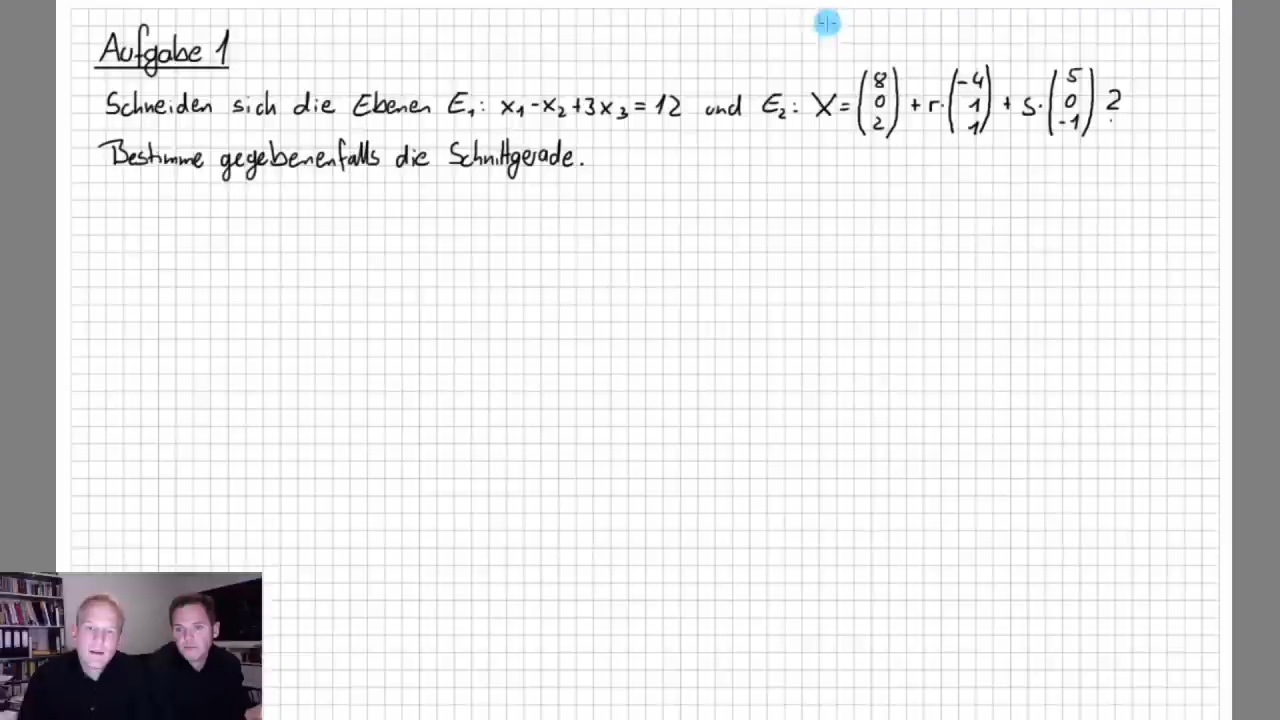 Aufgabe 1
Schneiden sich die Ebenen E₁: x₁-x₂+3x₃=12 und E₂: X=(8 0 2)+r·(-4 1 1)+s·(5 0 -1)?
Bestimme gegebenenfalls die Schnittgerade.